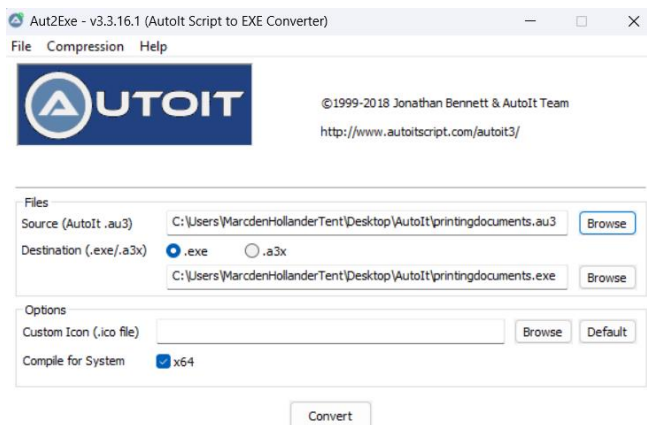 Aut2Exe - v3.3.16.1 (AutoIt Script to EXE Converter)
File Compression Help
AUTOIT
©1999-2018 Jonathan Bennett & AutoIt Team
http://www.autoitscript.com/autoit3/
Files
Source (AutoIt .au3) C:\Users\MarcdenHollanderTent\Desktop\AutoIt\printingdocuments.au3 Browse
Destination (.exe/.a3x) .exe .a3x
C:\Users\MarcdenHollanderTent\Desktop\AutoIt\printingdocuments.exe Browse
Options
Custom Icon (.ico file) Browse Default
Compile for System x64
Convert